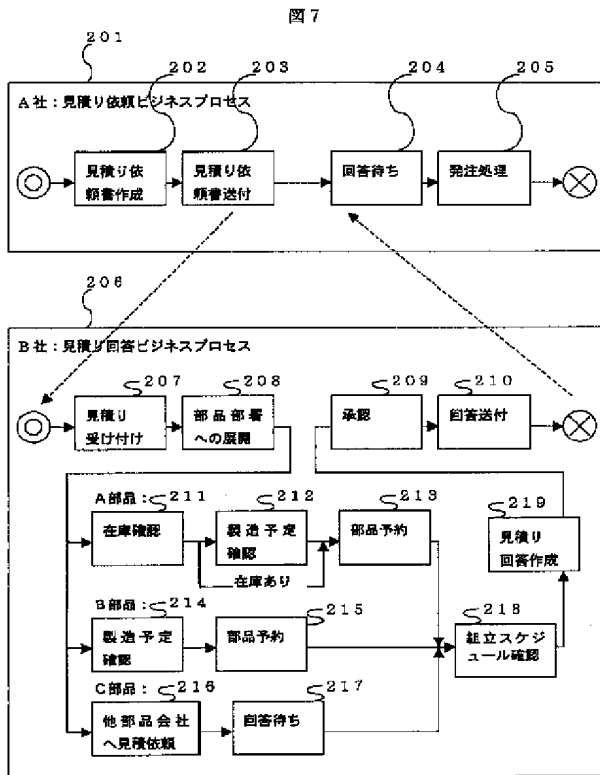 図7
201
202
203
204
205
A社：見積り依頼ビジネスプロセス
見積り依
頼書作成
見積り依
頼書送付
回答待ち
発注処理
206
B社：見積り回答ビジネスプロセス
207
208
209
210
見積り
受け付け
部品部署
への展開
承認
回答送付
A部品：
211
212
213
219
在庫確認
製造予定
確認
部品予約
見積り
回答作成
在庫あり
B部品：
214
215
218
製造予定
確認
部品予約
組立スケジ
ュール確認
C部品：
216
217
他部品会社
へ見積依頼
回答待ち